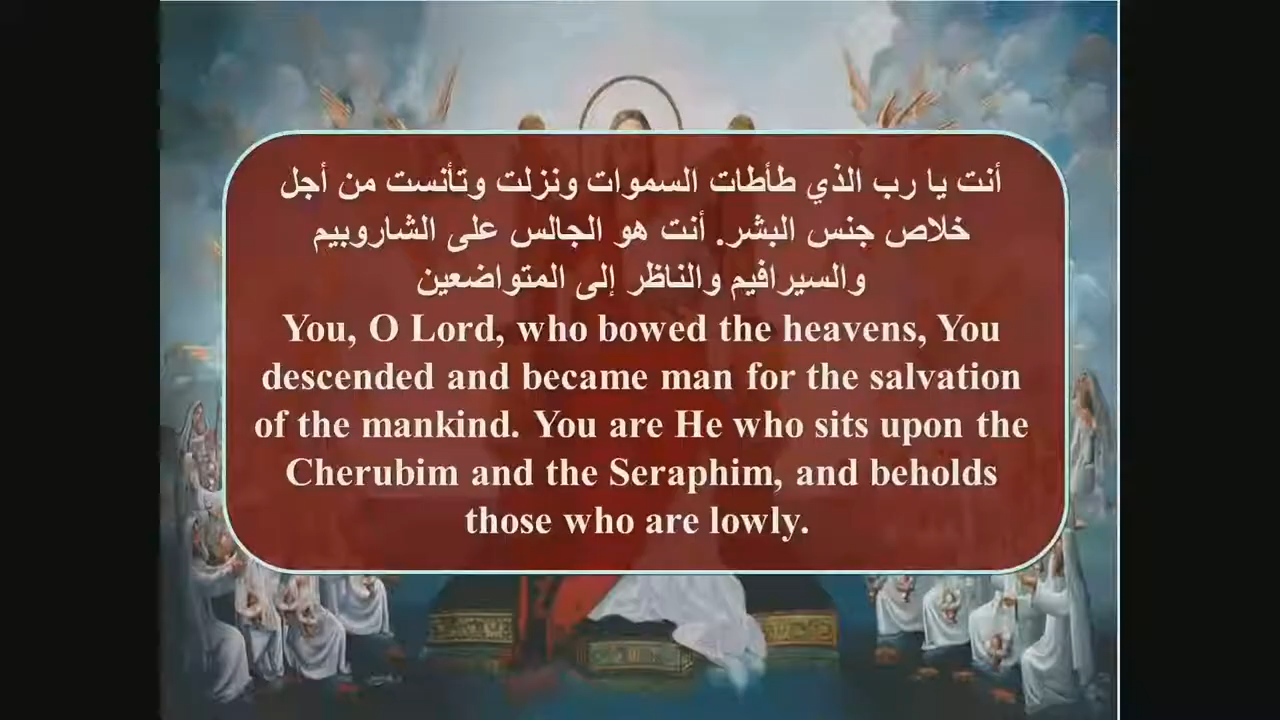 أنت يا رب الذي طأطات السموات ونزلت وتأنست من أجل
خلاص جنس البشر. أنت هو الجالس على الشاروبيم
والسيرافيم والناظر إلى المتواضعين
You, O Lord, who bowed the heavens, You
descended and became man for the salvation
of the mankind. You are He who sits upon the
Cherubim and the Seraphim, and beholds
those who are lowly.